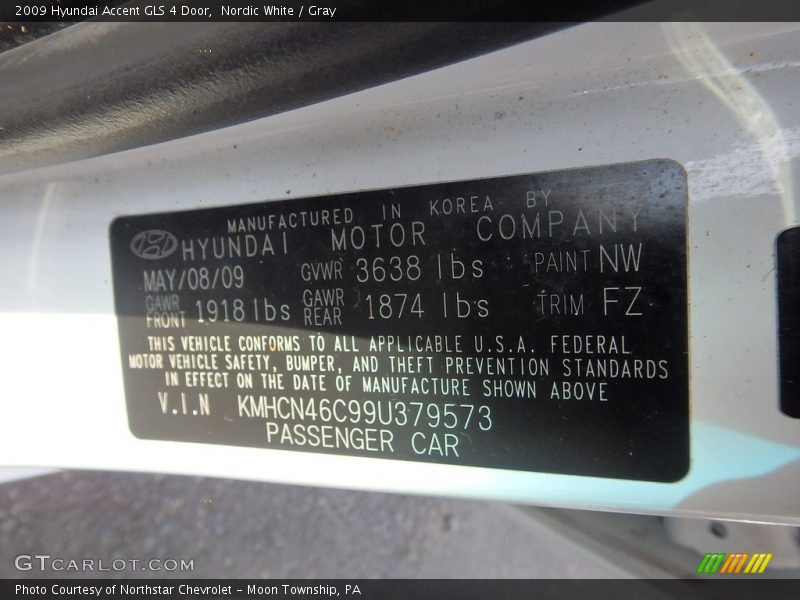 2009 Hyundai Accent GLS 4 Door, Nordic White / Gray
MANUFACTURED IN KOREA BY
HYUNDAI MOTOR COMPANY
MAY/08/09 GVWR 3638 lbs PAINT NW
GAWR FRONT 1918 lbs GAWR REAR 1874 lbs TRIM FZ
THIS VEHICLE CONFORMS TO ALL APPLICABLE U.S.A. FEDERAL
MOTOR VEHICLE SAFETY, BUMPER, AND THEFT PREVENTION STANDARDS
IN EFFECT ON THE DATE OF MANUFACTURE SHOWN ABOVE
V.I.N KMHCN46C99U379573
PASSENGER CAR
GTCARLOT.COM
Photo Courtesy of Northstar Chevrolet - Moon Township, PA